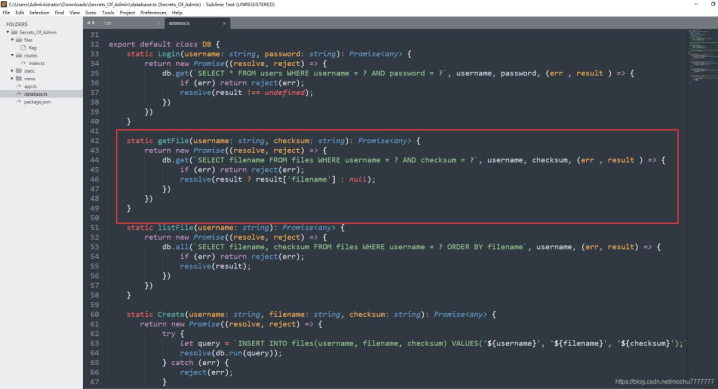 C:\Users\Administrator\Downloads\Secrets_Of_Admin\database.ts - Sublime Text (UNREGISTERED)
File Edit Selection Find View Goto Tools Project Preferences Help
FOLDERS
Secrets_Of_Admin
files
flag
routes
index.ts
static
views
app.ts
database.ts
package.json
database.ts
31
32 export default class DB {
33 static Login(username: string, password: string): Promise<any> {
34 return new Promise((resolve, reject) => {
35 db.get(`SELECT * FROM users WHERE username = ? AND password = ?`, username, password, (err , result ) => {
36 if (err) return reject(err);
37 resolve(result !== undefined);
38 })
39 })
40 }
41
42 static getFile(username: string, checksum: string): Promise<any> {
43 return new Promise((resolve, reject) => {
44 db.get(`SELECT filename FROM files WHERE username = ? AND checksum = ?`, username, checksum, (err , result ) => {
45 if (err) return reject(err);
46 resolve(result ? result['filename'] : null);
47 })
48 })
49 }
50
51 static listFile(username: string): Promise<any> {
52 return new Promise((resolve, reject) => {
53 db.all(`SELECT filename, checksum FROM files WHERE username = ? ORDER BY filename`, username, (err, result) => {
54 if (err) return reject(err);
55 resolve(result);
56 })
57 })
58 }
59
60 static Create(username: string, filename: string, checksum: string): Promise<any> {
61 return new Promise((resolve, reject) => {
62 try {
63 let query = `INSERT INTO files(username, filename, checksum) VALUES('${username}', '${filename}', '${checksum}');`
64 resolve(db.run(query));
65 } catch (err) {
66 reject(err);
67 }
https://blog.csdn.net/mochu7777777